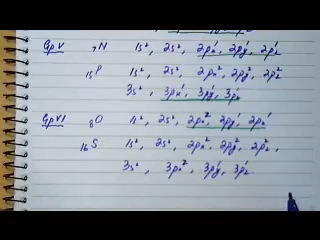 Gp V ₇N 1s², 2s², 2px¹, 2py¹, 2pz¹
₁₅P 1s², 2s², 2px², 2py², 2pz²
3s², 3px¹, 3py¹, 3pz¹
Gp VI ₈O 1s², 2s², 2px², 2py¹, 2pz¹
₁₆S 1s², 2s², 2px², 2py², 2pz²,
3s², 3px², 3py¹, 3pz¹.